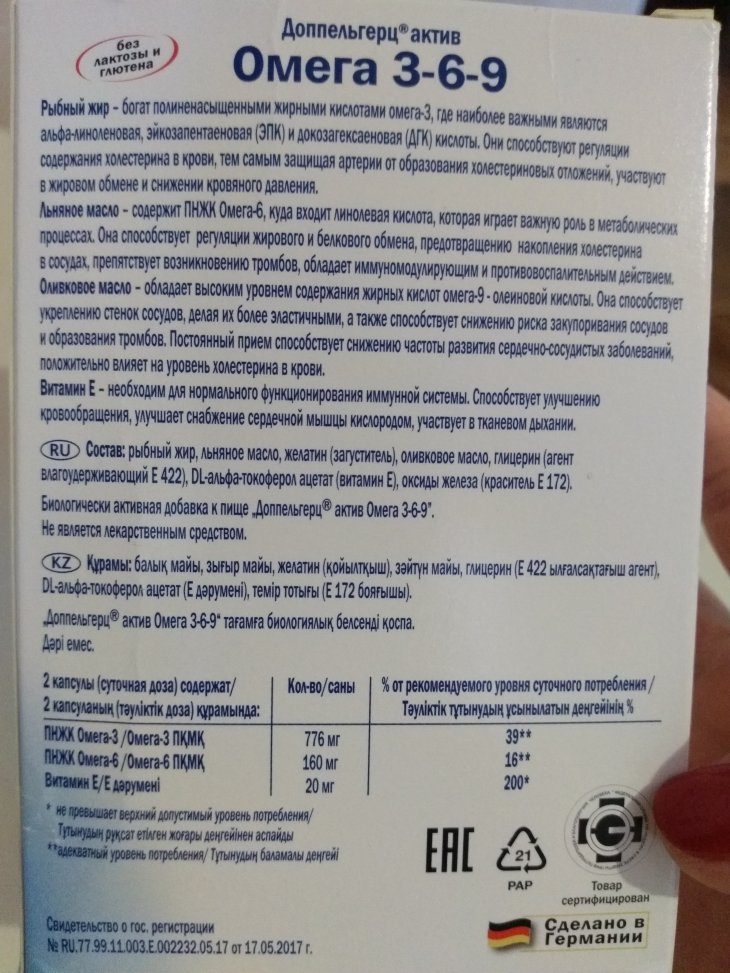 без
лактозы и
глютена
Доппельгерц® актив
Омега 3-6-9
Рыбный жир – богат полиненасыщенными жирными кислотами омега-3, где наиболее важными являются
альфа-линоленовая, эйкозапентаеновая (ЭПК) и докозагексаеновая (ДГК) кислоты. Они способствуют регуляции
содержания холестерина в крови, тем самым защищая артерии от образования холестериновых отложений, участвуют
в жировом обмене и снижении кровяного давления.
Льняное масло – содержит ПНЖК Омега-6, куда входит линолевая кислота, которая играет важную роль в метаболических
процессах. Она способствует регуляции жирового и белкового обмена, предотвращению накопления холестерина
в сосудах, препятствует возникновению тромбов, обладает иммуномодулирующим и противовоспалительным действием.
Оливковое масло – обладает высоким уровнем содержания жирных кислот омега-9 - олеиновой кислоты. Она способствует
укреплению стенок сосудов, делая их более эластичными, а также способствует снижению риска закупоривания сосудов
и образования тромбов. Постоянный прием способствует снижению частоты развития сердечно-сосудистых заболеваний,
положительно влияет на уровень холестерина в крови.
Витамин Е – необходим для нормального функционирования иммунной системы. Способствует улучшению
кровообращения, улучшает снабжение сердечной мышцы кислородом, участвует в тканевом дыхании.
RU Состав: рыбный жир, льняное масло, желатин (загуститель), оливковое масло, глицерин (агент
влагоудерживающий Е 422), DL-альфа-токоферол ацетат (витамин Е), оксиды железа (краситель Е 172).
Биологически активная добавка к пище „Доппельгерц® актив Омега 3-6-9".
Не является лекарственным средством.
KZ Құрамы: балық майы, зығыр майы, желатин (қойылтқыш), зәйтүн майы, глицерин (Е 422 ылғалсақтағыш агент),
DL-альфа-токоферол ацетат (Е дәрумені), темір тотығы (Е 172 бояғышы).
„Доппельгерц® актив Омега 3-6-9" тағамға биологиялық белсенді қоспа.
Дәрі емес.
2 капсулы (суточная доза) содержат/ Кол-во/саны % от рекомендуемого уровня суточного потребления /
2 капсуланың (тәуліктік доза) құрамында: Тәуліктік тұтынудың ұсынылатын деңгейінің %
ПНЖК Омега-3 /Омега-3 ПҚМҚ 776 мг 39**
ПНЖК Омега-6 /Омега-6 ПҚМҚ 160 мг 16**
Витамин Е/Е дәрумені 20 мг 200*
* не превышает верхний допустимый уровень потребления/
Тұтынудың рұқсат етілген жоғары деңгейінен аспайды
**адекватный уровень потребления/ Тұтынудың баламалы деңгейі
EAC
21
PAP
Товар
сертифицирован
Сделано в
Германии
Свидетельство о гос. регистрации
№ RU.77.99.11.003.Е.002232.05.17 от 17.05.2017 г.